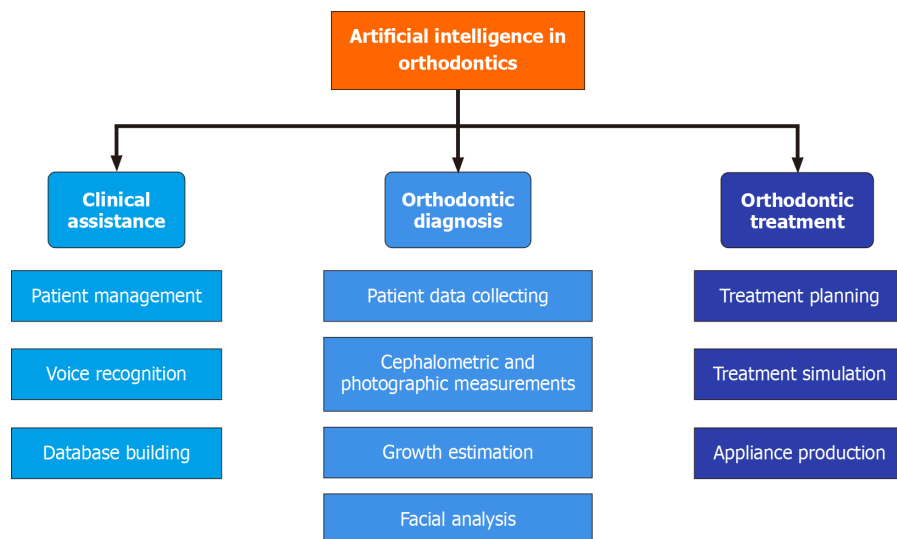 Artificial intelligence in
orthodontics
Clinical
assistance
Patient management
Voice recognition
Database building
Orthodontic
diagnosis
Patient data collecting
Cephalometric and
photographic measurements
Growth estimation
Facial analysis
Orthodontic
treatment
Treatment planning
Treatment simulation
Appliance production